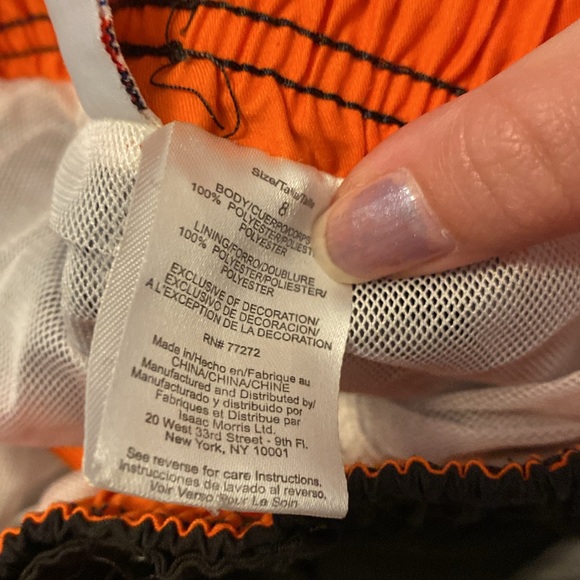 Size/Talla/Taille
8
BODY/CUERPO/CORPS
100% POLYESTER/POLIEST
POLYESTER
LINING/FORRO/DOUBLURE
100% POLYESTER/POLIESTER/
POLYESTER
EXCLUSIVE OF DECORATION/
EXCLUSIVO DE DECORACION/
A L'EXCEPTION DE LA DECORATION
RN# 77272
Made in/Hecho en/Fabrique au
CHINA/CHINA/CHINE
Manufactured and Distributed by/
Manufacturado y distribuido por
Fabriques et Distribue par
Isaac Morris Ltd.
20 West 33rd Street - 9th Fl.
New York, NY 10001
See reverse for care Instructions.
Instrucciones de lavado al reverso.
Voir Verso Pour Le Soin